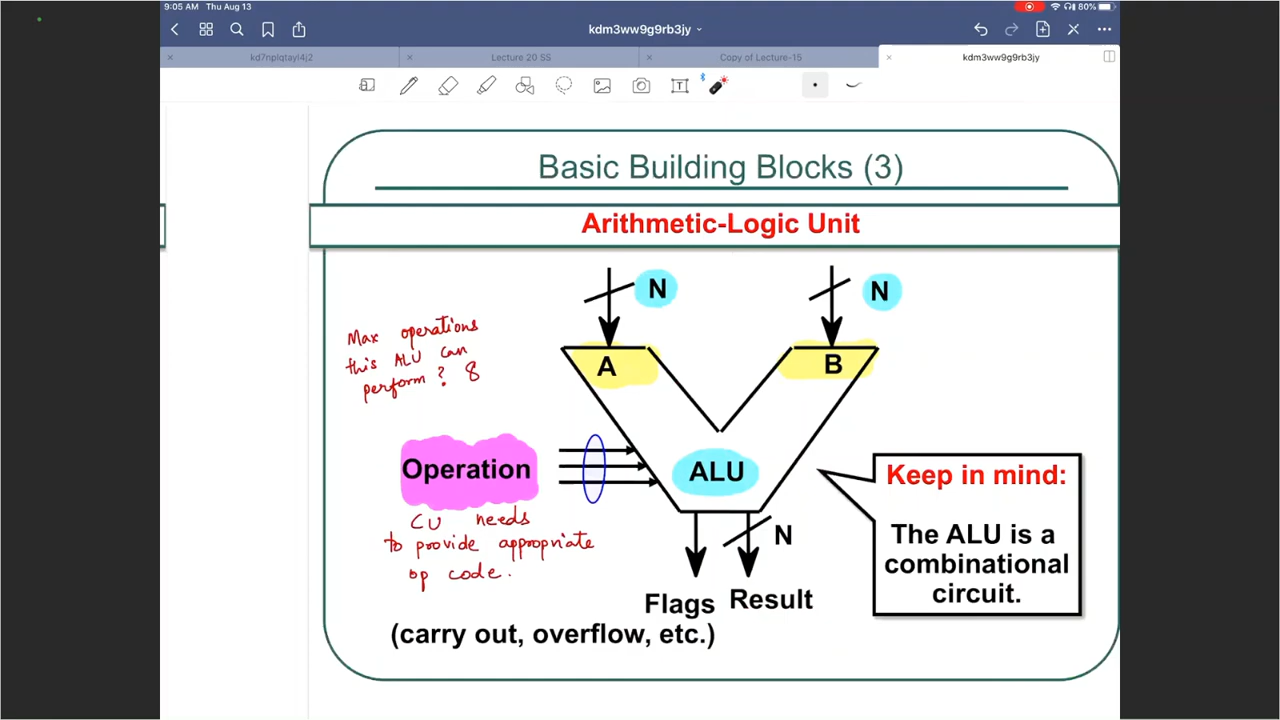 9:05 AM Thu Aug 13
80%
kdm3ww9g9rb3jy
kd7nplqtayl4j2
Lecture 20 SS
Copy of Lecture-15
kdm3ww9g9rb3jy
T
Basic Building Blocks (3)
Arithmetic-Logic Unit
N
N
Max operations
this ALU can
perform? 8
A
B
Operation
ALU
CU needs
to provide appropriate
op code.
N
Flags
Result
(carry out, overflow, etc.)
Keep in mind:
The ALU is a
combinational
circuit.